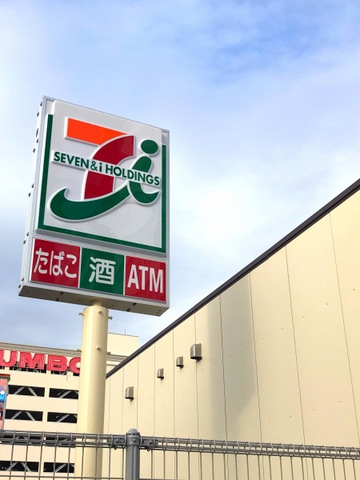 SEVEN & i HOLDINGS
たばこ 酒 ATM
UMBO